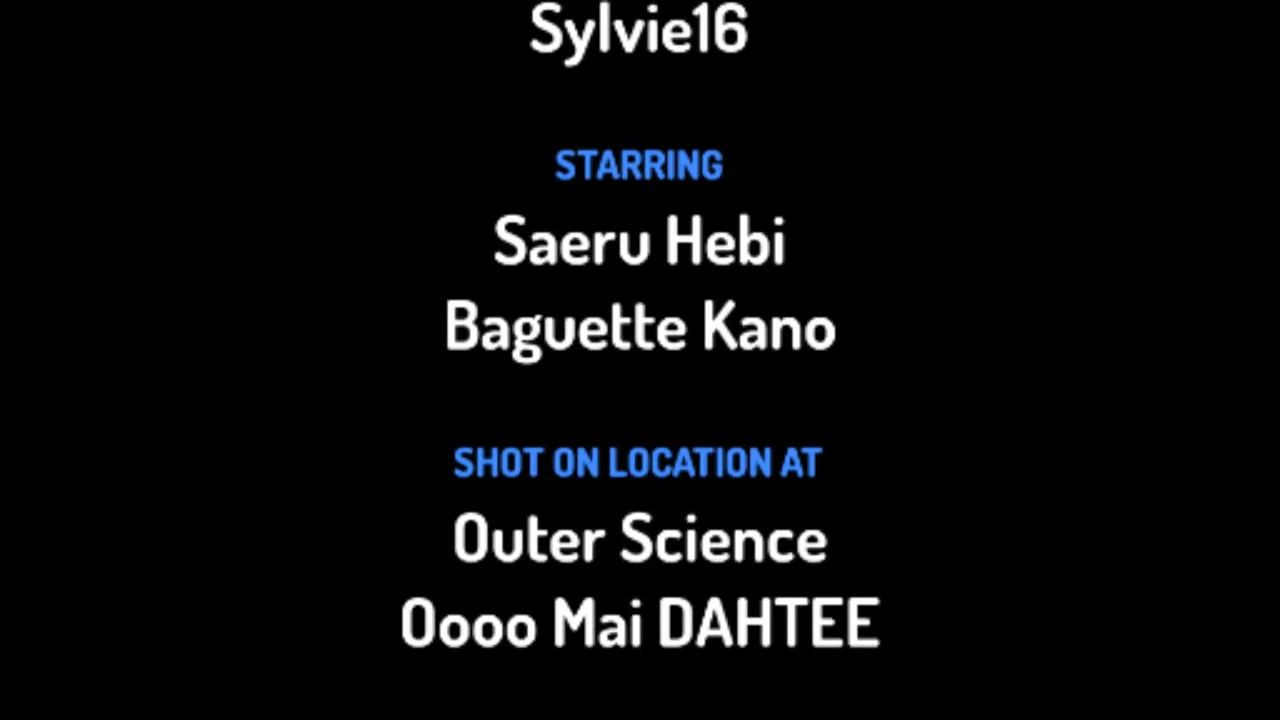 Sylvie16
STARRING
Saeru Hebi
Baguette Kano
SHOT ON LOCATION AT
Outer Science
Oooo Mai DAHTEE